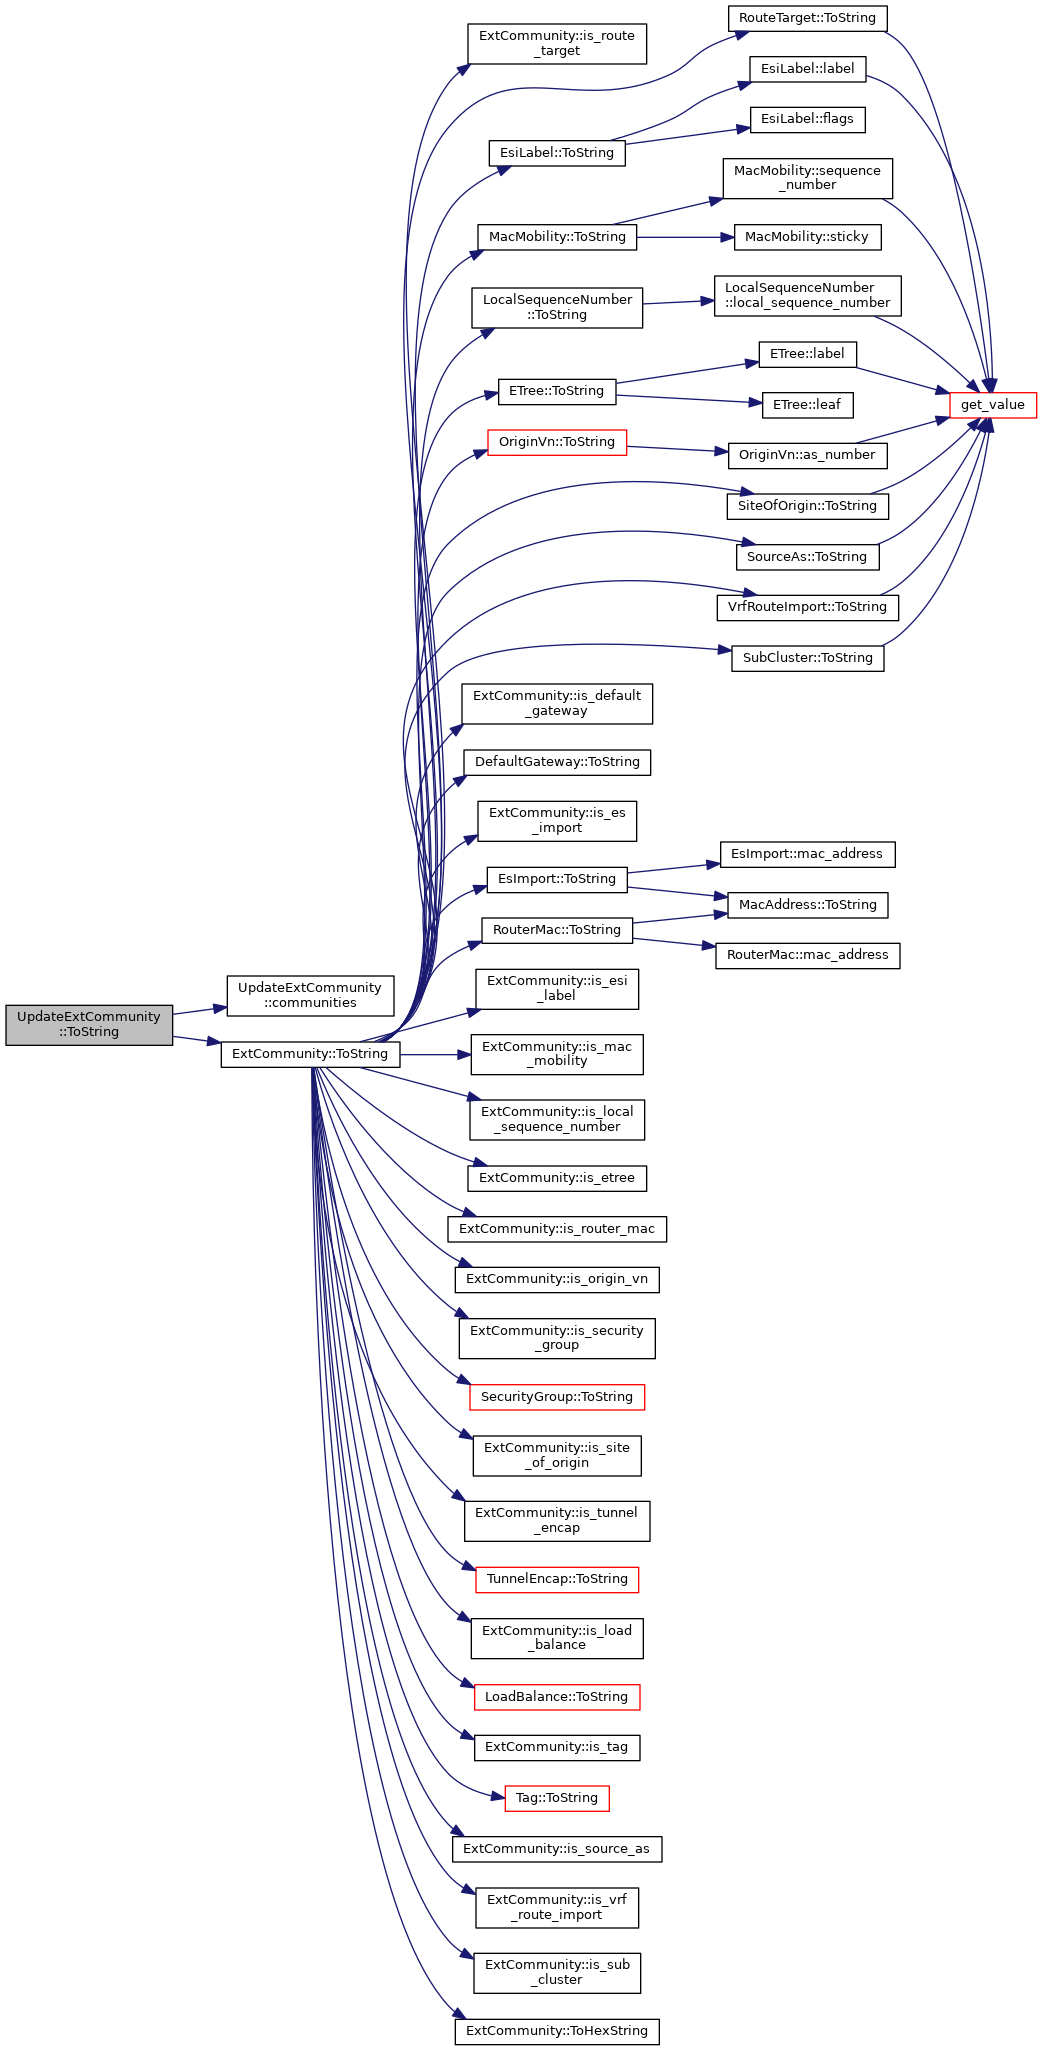 UpdateExtCommunity
::ToString
UpdateExtCommunity
::communities
ExtCommunity::ToString
ExtCommunity::is_route
_target
EsiLabel::ToString
MacMobility::ToString
LocalSequenceNumber
::ToString
ETree::ToString
OriginVn::ToString
ExtCommunity::is_default
_gateway
DefaultGateway::ToString
ExtCommunity::is_es
_import
EsImport::ToString
RouterMac::ToString
ExtCommunity::is_esi
_label
ExtCommunity::is_mac
_mobility
ExtCommunity::is_local
_sequence_number
ExtCommunity::is_etree
ExtCommunity::is_router_mac
ExtCommunity::is_origin_vn
ExtCommunity::is_security
_group
SecurityGroup::ToString
ExtCommunity::is_site
_of_origin
ExtCommunity::is_tunnel
_encap
TunnelEncap::ToString
ExtCommunity::is_load
_balance
LoadBalance::ToString
ExtCommunity::is_tag
Tag::ToString
ExtCommunity::is_source_as
ExtCommunity::is_vrf
_route_import
ExtCommunity::is_sub
_cluster
ExtCommunity::ToHexString
RouteTarget::ToString
EsiLabel::label
EsiLabel::flags
MacMobility::sequence
_number
MacMobility::sticky
LocalSequenceNumber
::local_sequence_number
ETree::label
ETree::leaf
OriginVn::as_number
SiteOfOrigin::ToString
SourceAs::ToString
VrfRouteImport::ToString
SubCluster::ToString
EsImport::mac_address
MacAddress::ToString
RouterMac::mac_address
get_value